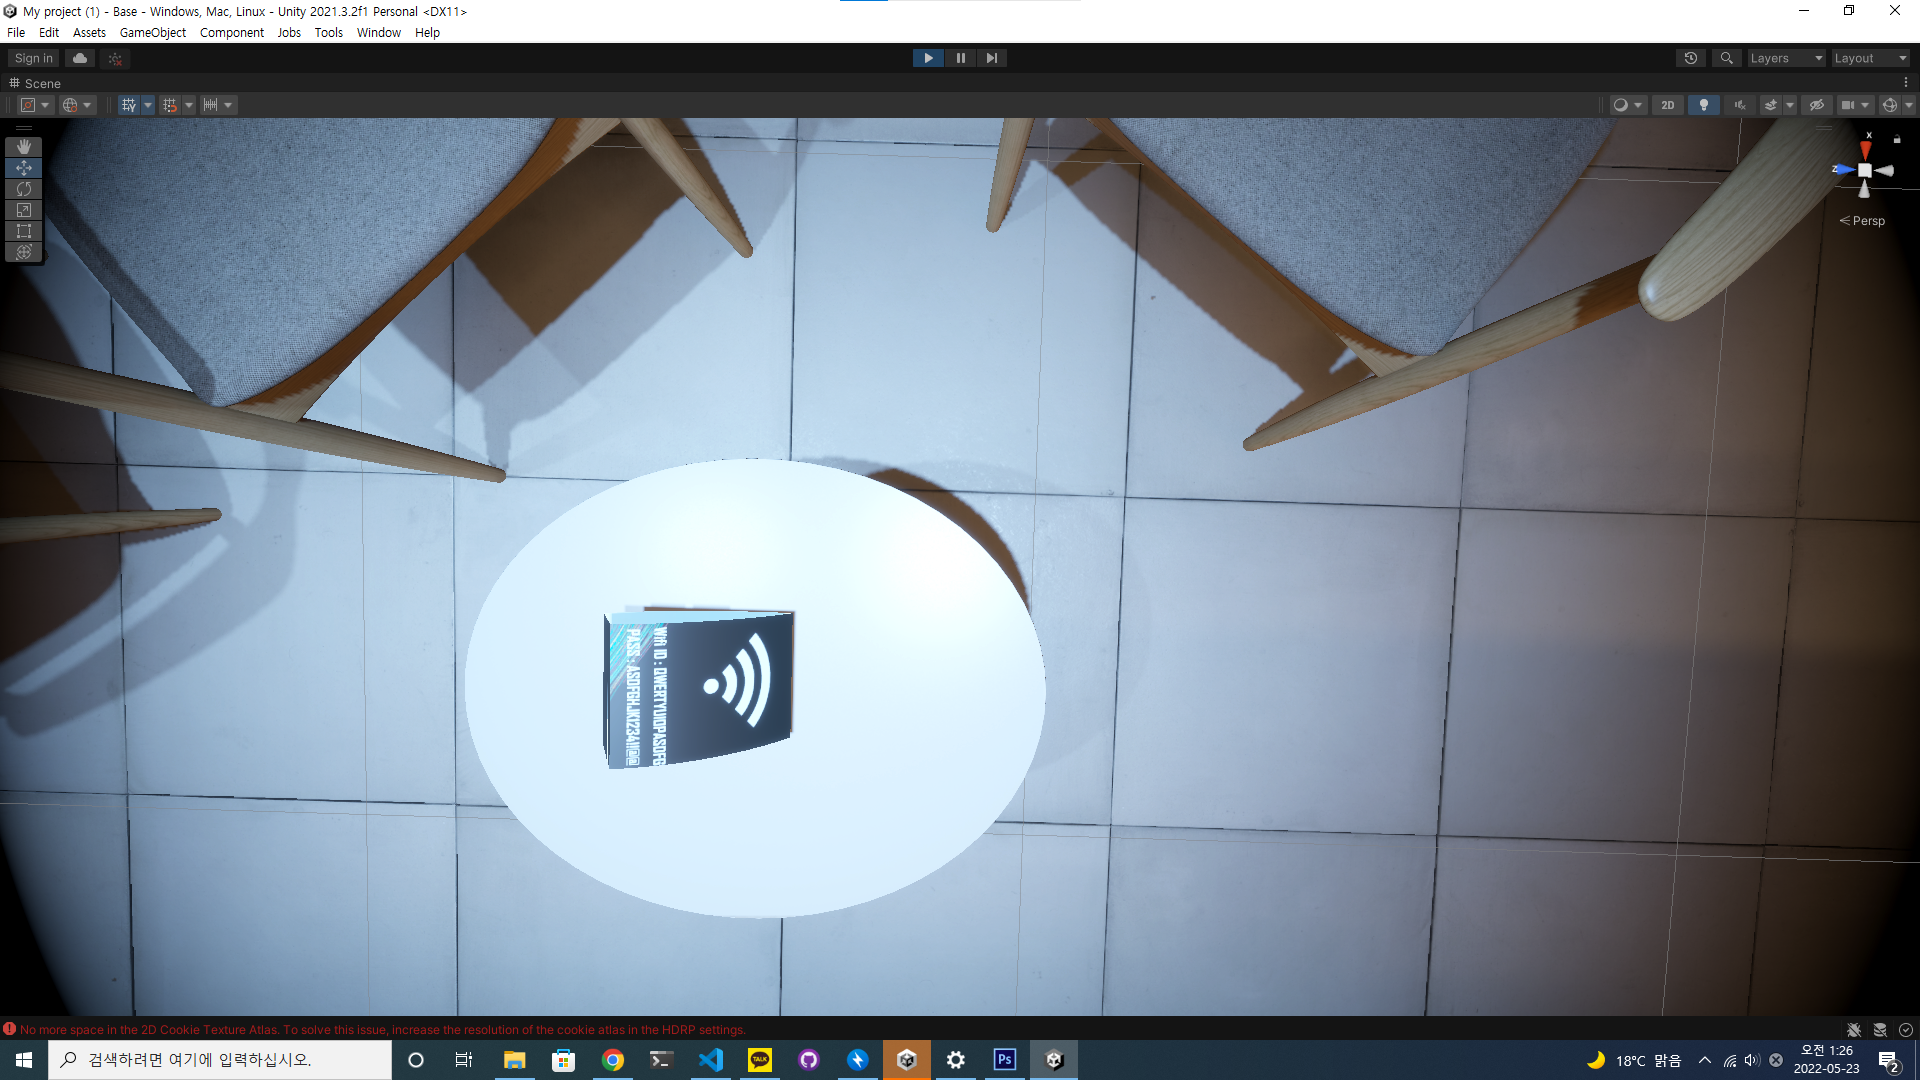 My project (1) - Base - Windows, Mac, Linux - Unity 2021.3.2f1 Personal <DX11>
File Edit Assets GameObject Component Jobs Tools Window Help
Sign in
Layers
Layout
Scene
2D
x
z
Persp
Wifi ID : QWERTYUIOPASDFG
PASS : ASDFGHJK1234!!@@
No more space in the 2D Cookie Texture Atlas. To solve this issue, increase the resolution of the cookie atlas in the HDRP settings.
검색하려면 여기에 입력하십시오.
TALK
Ps
18°C 맑음
오전 1:26
2022-05-23
2